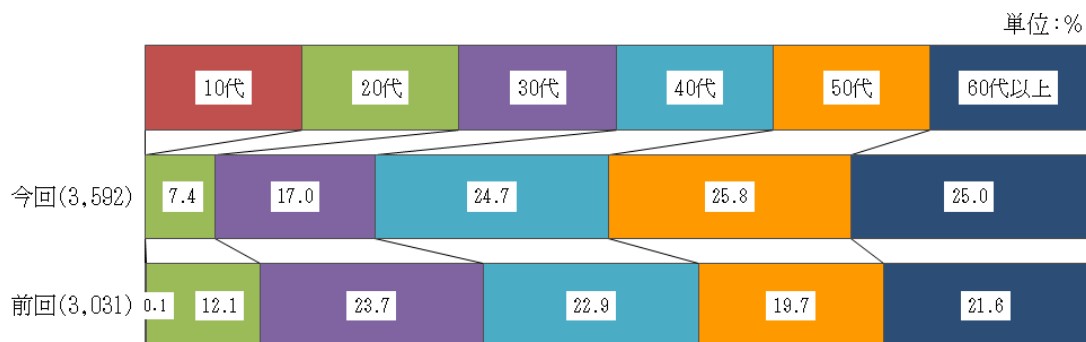 単位:%
10代 20代 30代 40代 50代 60代以上
今回(3,592) 7.4 17.0 24.7 25.8 25.0
前回(3,031) 0.1 12.1 23.7 22.9 19.7 21.6